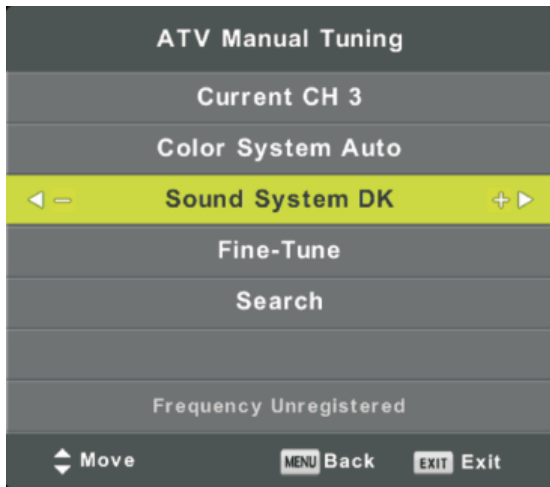 ATV Manual Tuning
Current CH 3
Color System Auto
− Sound System DK +
Fine-Tune
Search
Frequency Unregistered
Move MENU Back EXIT Exit